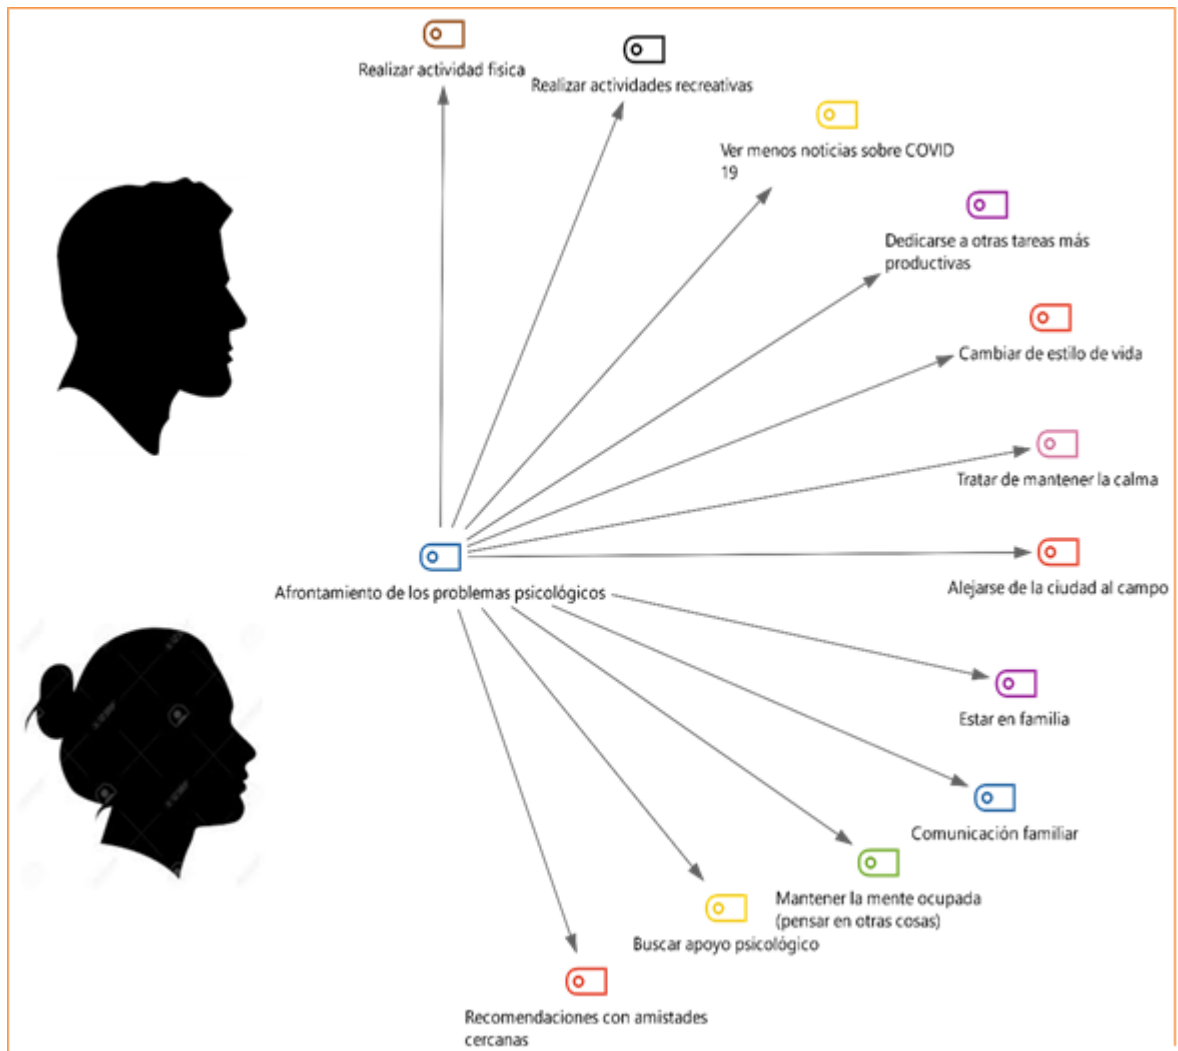 Realizar actividad fisica
Realizar actividades recreativas
Ver menos noticias sobre COVID
19
Dedicarse a otras tareas más
productivas
Cambiar de estilo de vida
Tratar de mantener la calma
Alejarse de la ciudad al campo
Afrontamiento de los problemas psicológicos
Estar en familia
Comunicación familiar
Mantener la mente ocupada
(pensar en otras cosas)
Buscar apoyo psicológico
Recomendaciones con amistades
cercanas